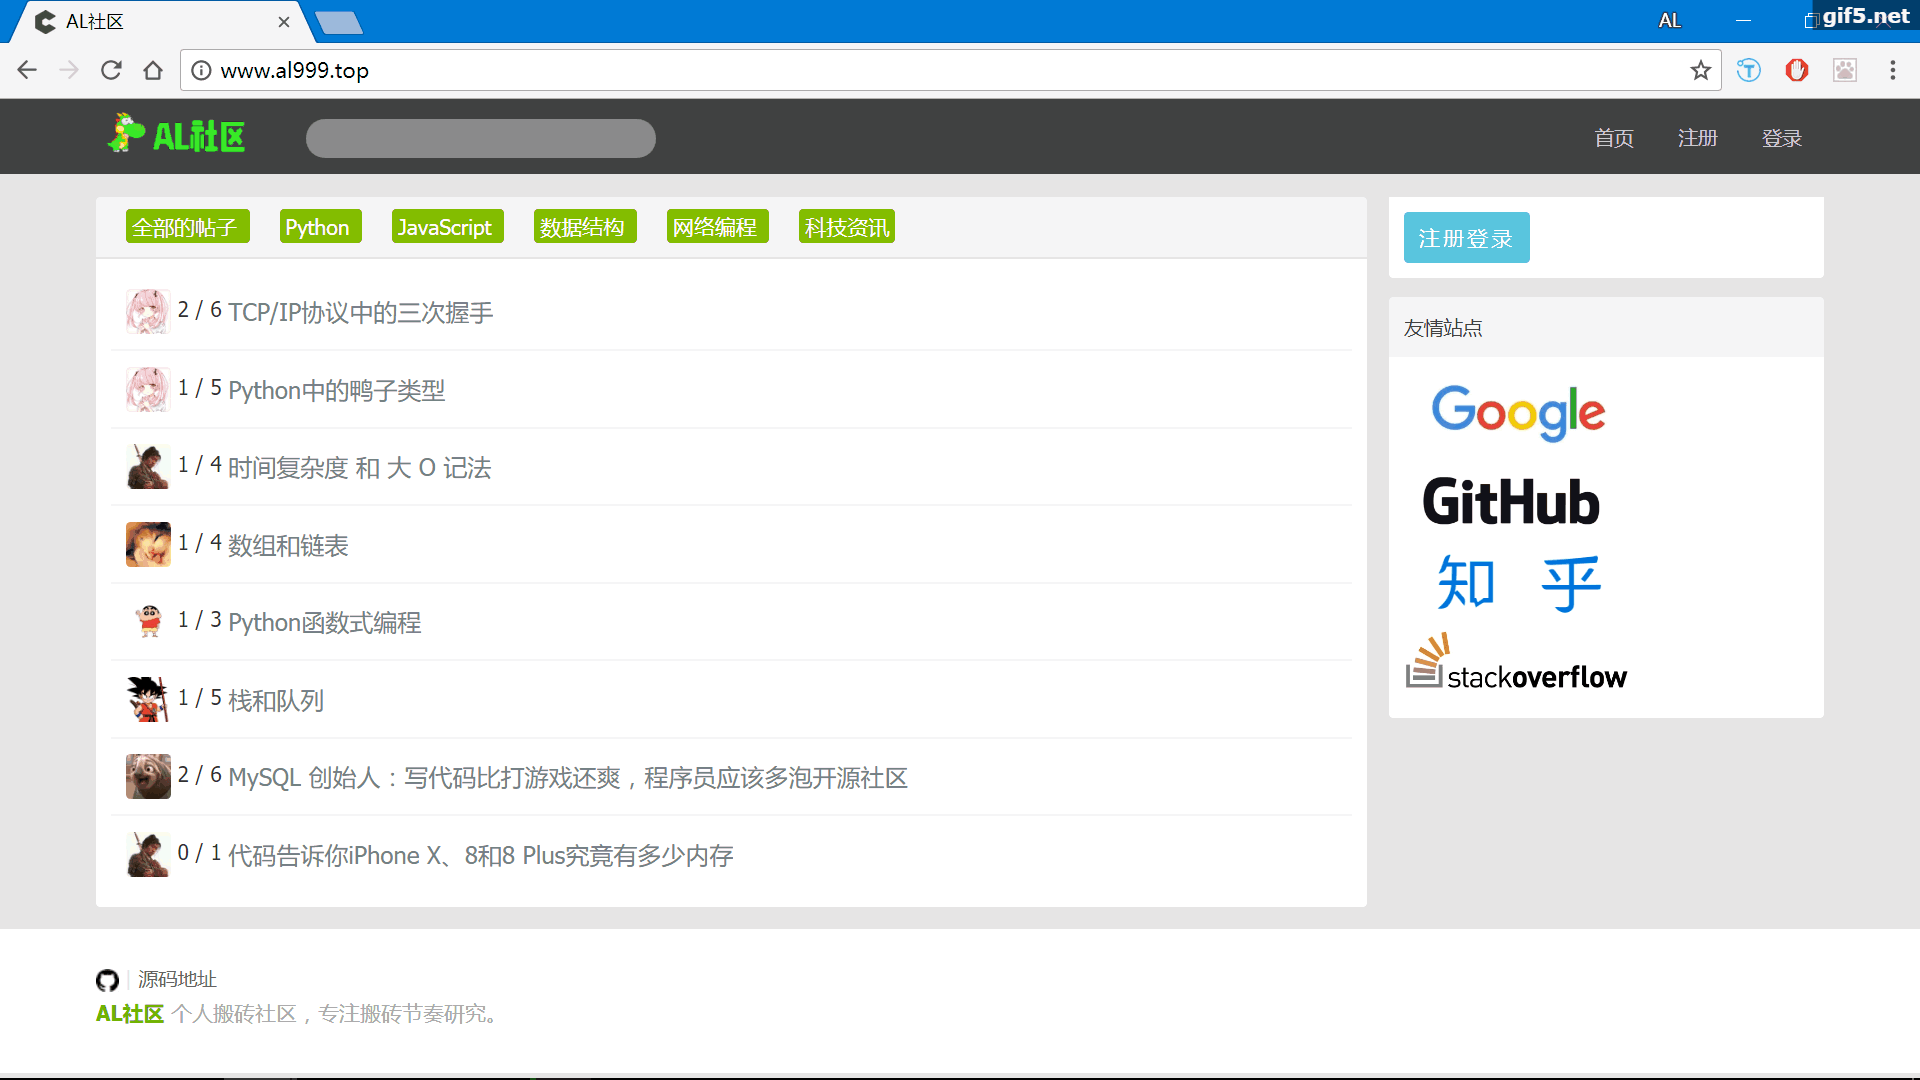 AL社区
AL
gif5.net
www.al999.top
AL社区
首页 注册 登录
全部的帖子 Python JavaScript 数据结构 网络编程 科技资讯
注册登录
2 / 6 TCP/IP协议中的三次握手
1 / 5 Python中的鸭子类型
1 / 4 时间复杂度 和 大 O 记法
1 / 4 数组和链表
1 / 3 Python函数式编程
1 / 5 栈和队列
2 / 6 MySQL 创始人：写代码比打游戏还爽，程序员应该多泡开源社区
0 / 1 代码告诉你iPhone X、8和8 Plus究竟有多少内存
友情站点
Google
GitHub
知 乎
stackoverflow
源码地址
AL社区 个人搬砖社区，专注搬砖节奏研究。